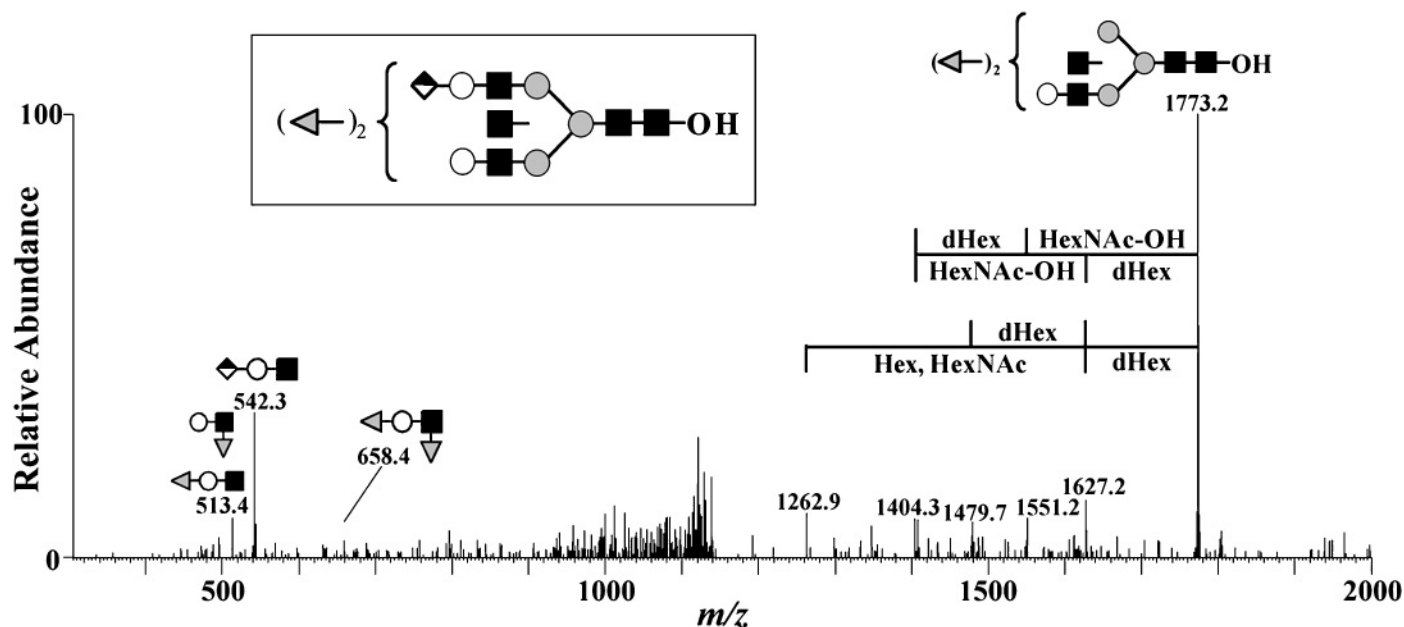 ( )2
OH
1773.2
( )2
OH
100
Relative Abundance
dHex HexNAc-OH
HexNAc-OH dHex
dHex
Hex, HexNAc dHex
542.3
658.4
513.4
1262.9
1404.3
1479.7
1551.2
1627.2
0
500 1000 1500 2000
m/z